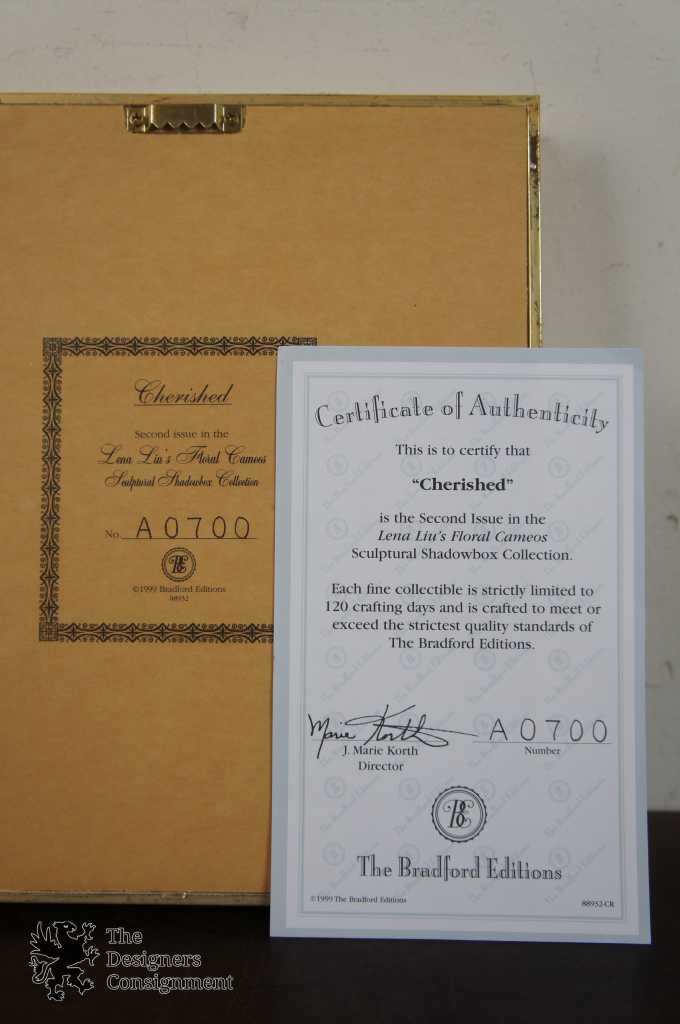 Cherished
Second issue in the
Lena Liu's Floral Cameos
Sculptural Shadowbox Collection
No. A0700
BE
©1999 Bradford Editions
88952
Certificate of Authenticity
This is to certify that
“Cherished”
is the Second Issue in the
Lena Liu's Floral Cameos
Sculptural Shadowbox Collection.
Each fine collectible is strictly limited to
120 crafting days and is crafted to meet or
exceed the strictest quality standards of
The Bradford Editions.
Marie Korth
A0700
J. Marie Korth
Number
Director
BE
The Bradford Editions
©1999 The Bradford Editions
88952-CR
The
Designers
Consignment